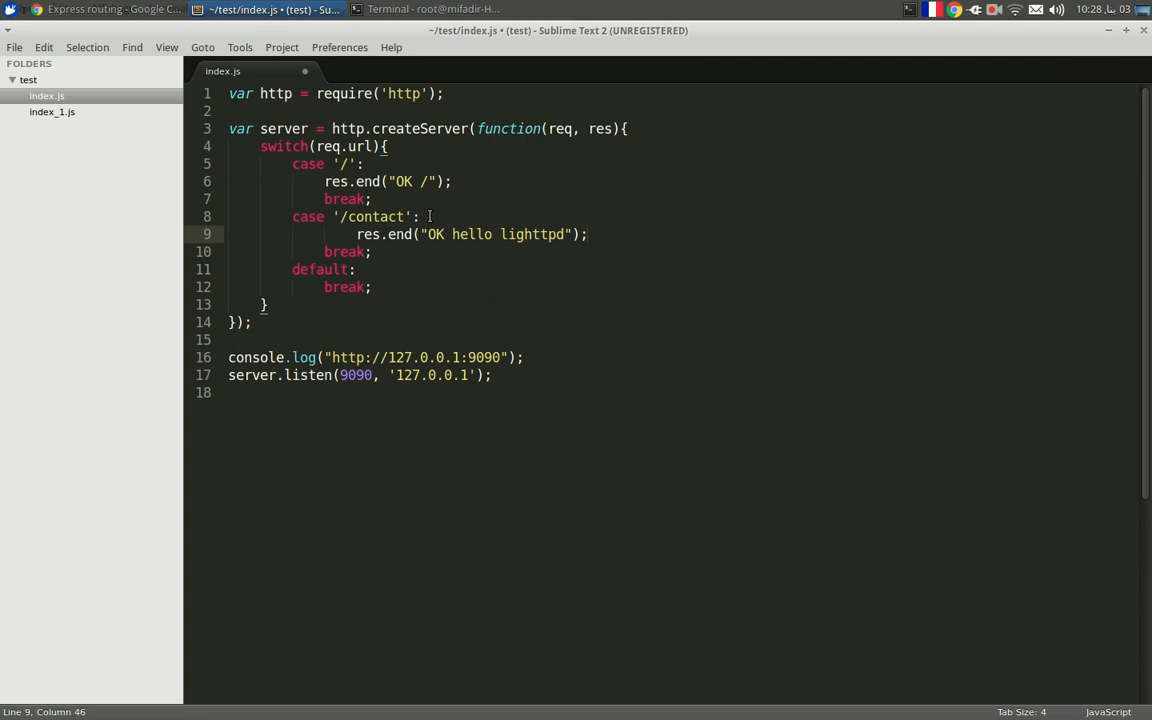 Express routing - Google C...
~/test/index.js • (test) - Su...
Terminal - root@mifadir-H...
10:28 ,ينا 03
~/test/index.js • (test) - Sublime Text 2 (UNREGISTERED)
File Edit Selection Find View Goto Tools Project Preferences Help
FOLDERS
test
index.js
index_1.js
index.js
1 var http = require('http');
2
3 var server = http.createServer(function(req, res){
4 switch(req.url){
5 case '/':
6 res.end("OK /");
7 break;
8 case '/contact':
9 res.end("OK hello lighttpd");
10 break;
11 default:
12 break;
13 }
14 });
15
16 console.log("http://127.0.0.1:9090");
17 server.listen(9090, '127.0.0.1');
18
Line 9, Column 46
Tab Size: 4
JavaScript